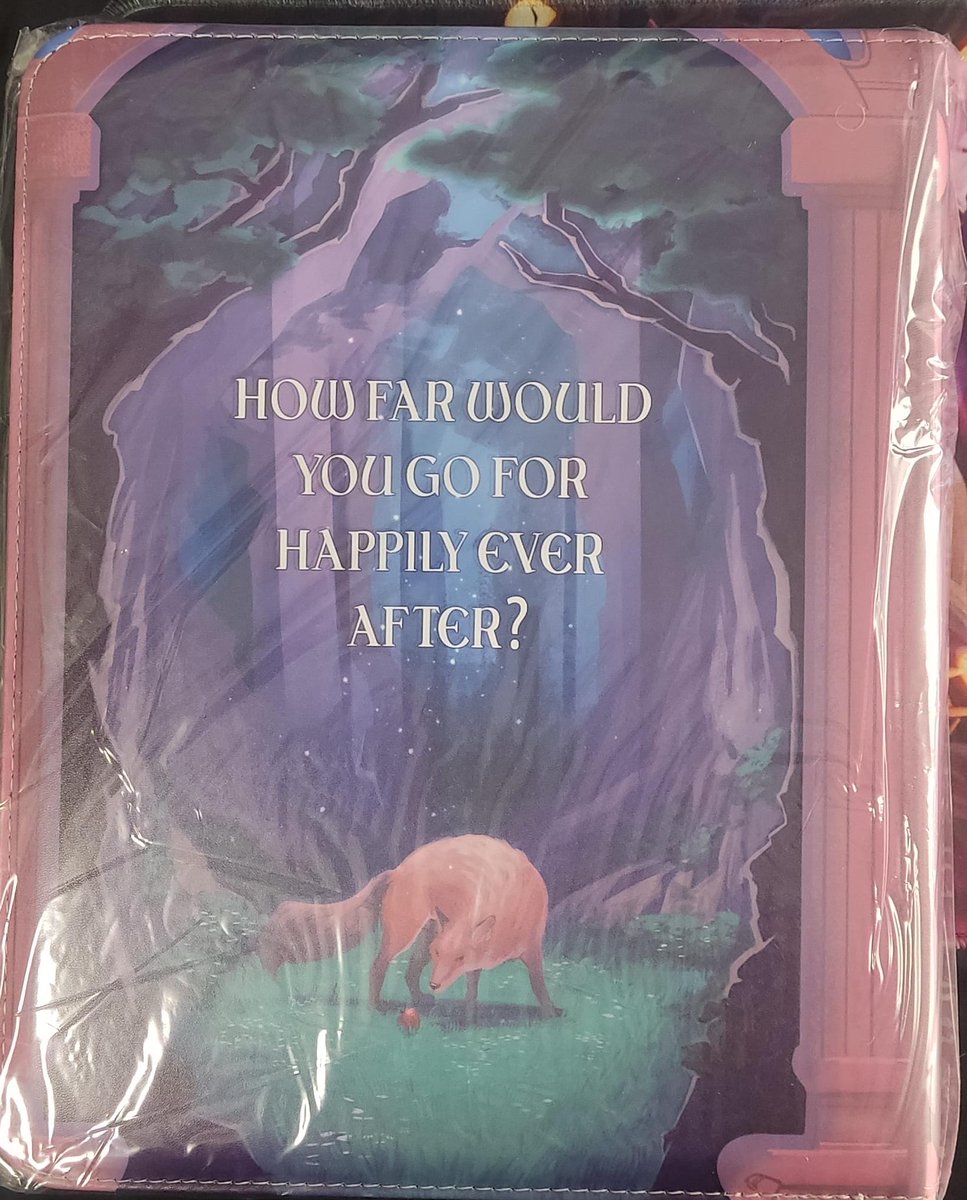 HOW FAR WOULD
YOU GO FOR
HAPPILY EVER
AFTER?